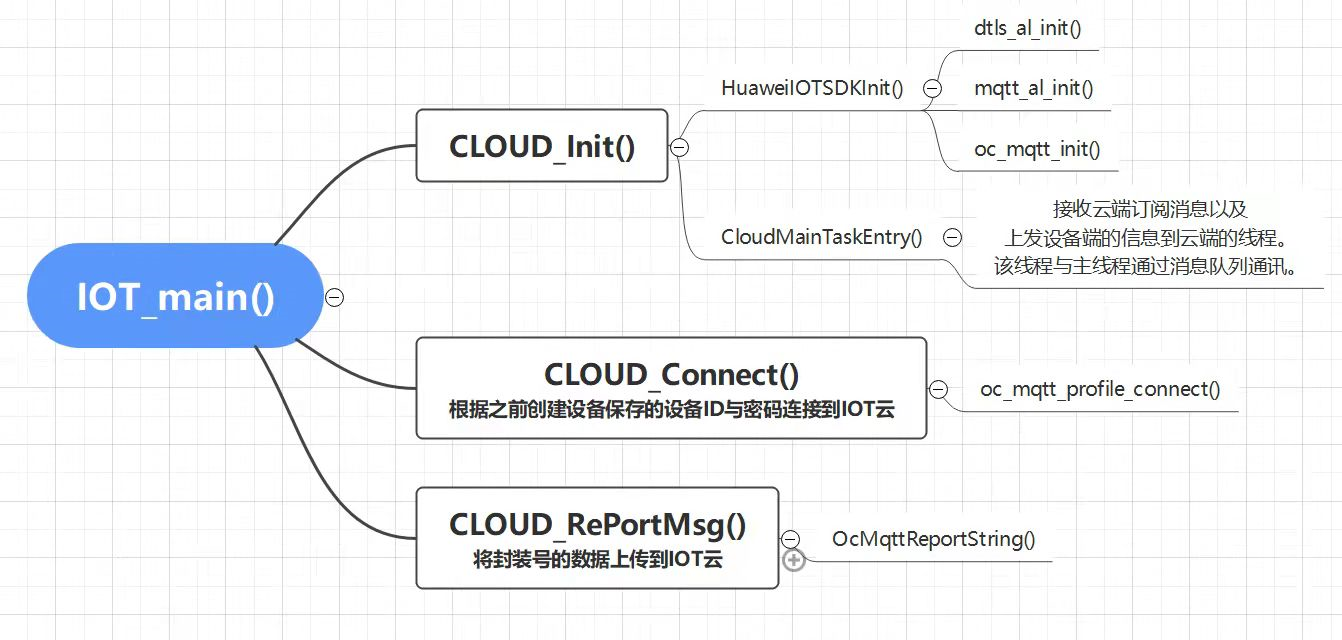 dtls_al_init()
HuaweiIOTSDKInit()
mqtt_al_init()
CLOUD_Init()
oc_mqtt_init()
接收云端订阅消息以及
CloudMainTaskEntry()
上发设备端的信息到云端的线程。
该线程与主线程通过消息队列通讯。
IOT_main()
CLOUD_Connect()
根据之前创建设备保存的设备ID与密码连接到IOT云
oc_mqtt_profile_connect()
CLOUD_RePortMsg()
将封装号的数据上传到IOT云
OcMqttReportString()